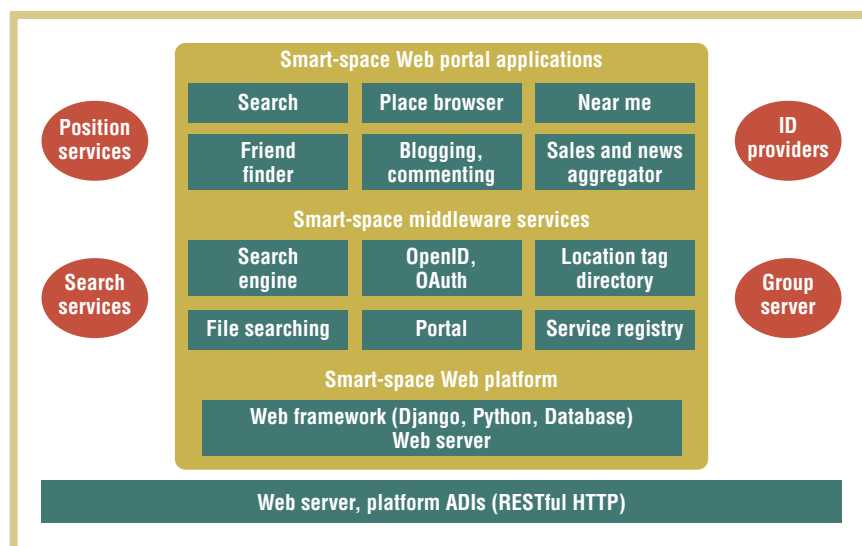 Smart-space Web portal applications
Search
Place browser
Near me
Position
services
ID
providers
Friend
finder
Blogging,
commenting
Sales and news
aggregator
Smart-space middleware services
Search
engine
OpenID,
OAuth
Location tag
directory
Search
services
Group
server
File searching
Portal
Service registry
Smart-space Web platform
Web framework (Django, Python, Database)
Web server
Web server, platform ADIs (RESTful HTTP)